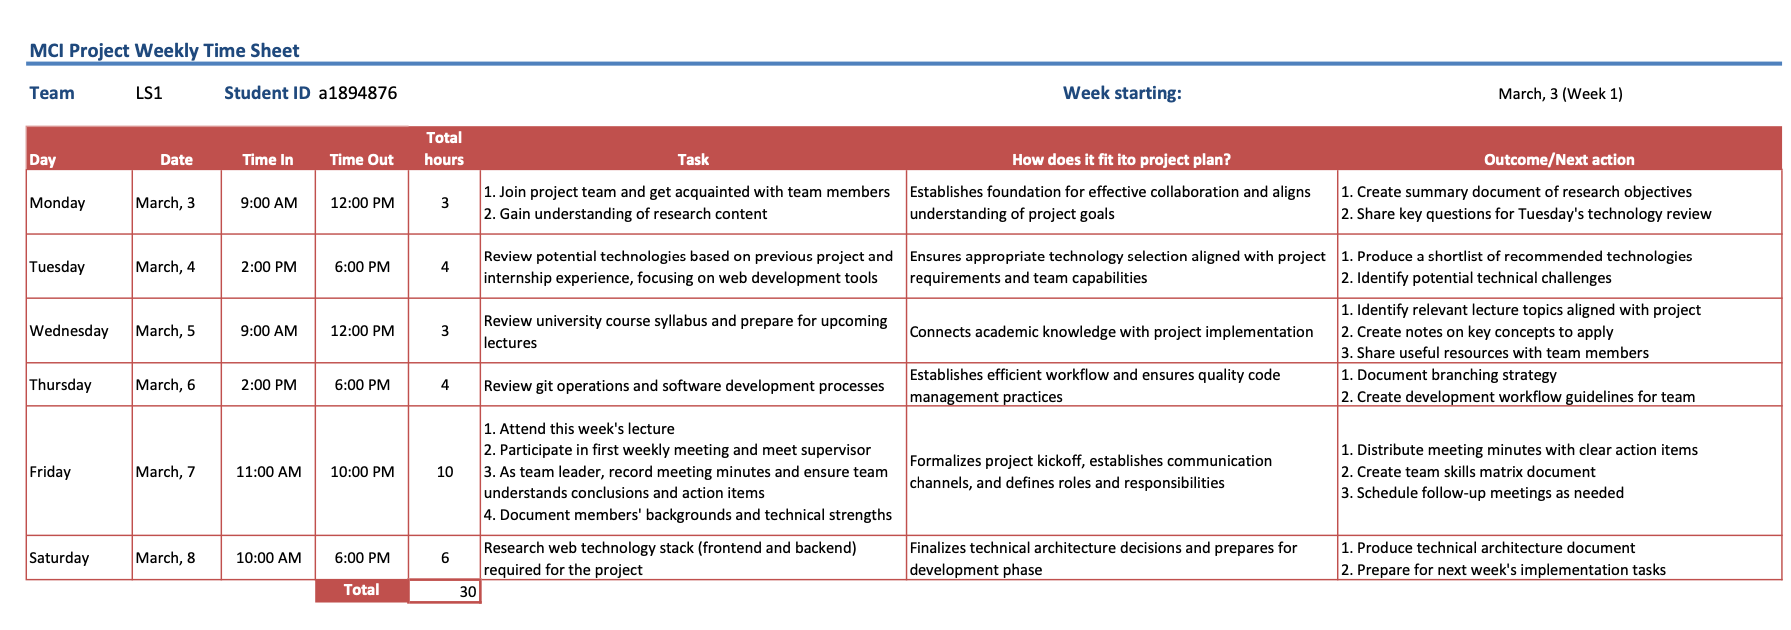 MCI Project Weekly Time Sheet
Team LS1 Student ID a1894876 Week starting: March, 3 (Week 1)
Day Date Time In Time Out Total hours Task How does it fit ito project plan? Outcome/Next action
Monday March, 3 9:00 AM 12:00 PM 3
1. Join project team and get acquainted with team members
2. Gain understanding of research content
Establishes foundation for effective collaboration and aligns
understanding of project goals
1. Create summary document of research objectives
2. Share key questions for Tuesday's technology review
Tuesday March, 4 2:00 PM 6:00 PM 4
Review potential technologies based on previous project and
internship experience, focusing on web development tools
Ensures appropriate technology selection aligned with project
requirements and team capabilities
1. Produce a shortlist of recommended technologies
2. Identify potential technical challenges
Wednesday March, 5 9:00 AM 12:00 PM 3
Review university course syllabus and prepare for upcoming
lectures
Connects academic knowledge with project implementation
1. Identify relevant lecture topics aligned with project
2. Create notes on key concepts to apply
3. Share useful resources with team members
Thursday March, 6 2:00 PM 6:00 PM 4
Review git operations and software development processes
Establishes efficient workflow and ensures quality code
management practices
1. Document branching strategy
2. Create development workflow guidelines for team
Friday March, 7 11:00 AM 10:00 PM 10
1. Attend this week's lecture
2. Participate in first weekly meeting and meet supervisor
3. As team leader, record meeting minutes and ensure team
understands conclusions and action items
4. Document members' backgrounds and technical strengths
Formalizes project kickoff, establishes communication
channels, and defines roles and responsibilities
1. Distribute meeting minutes with clear action items
2. Create team skills matrix document
3. Schedule follow-up meetings as needed
Saturday March, 8 10:00 AM 6:00 PM 6
Research web technology stack (frontend and backend)
required for the project
Finalizes technical architecture decisions and prepares for
development phase
1. Produce technical architecture document
2. Prepare for next week's implementation tasks
Total 30